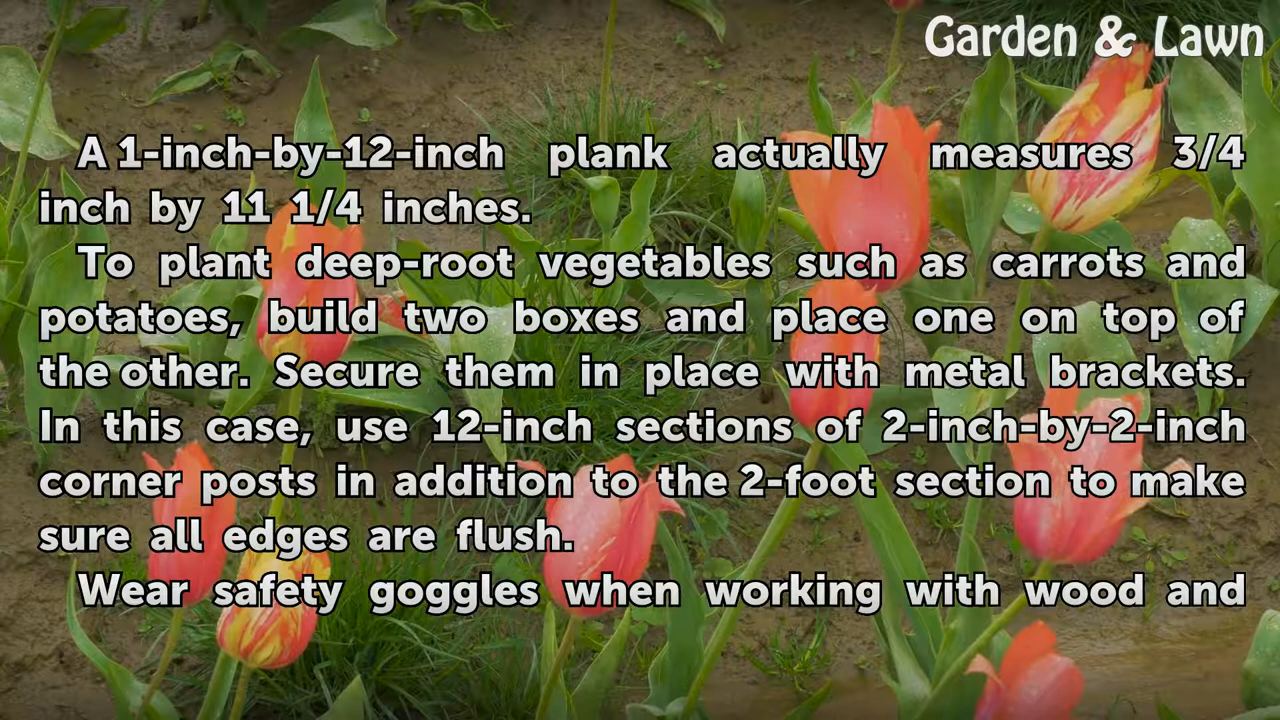 Garden & Lawn
A 1-inch-by-12-inch plank actually measures 3/4
inch by 11 1/4 inches.
To plant deep-root vegetables such as carrots and
potatoes, build two boxes and place one on top of
the other. Secure them in place with metal brackets.
In this case, use 12-inch sections of 2-inch-by-2-inch
corner posts in addition to the 2-foot section to make
sure all edges are flush.
Wear safety goggles when working with wood and